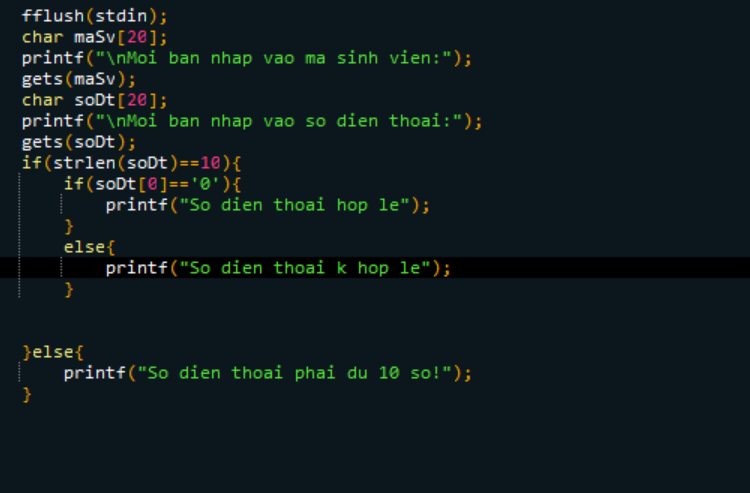 fflush(stdin);
char maSv[20];
printf("\nMoi ban nhap vao ma sinh vien:");
gets(maSv);
char soDt[20];
printf("\nMoi ban nhap vao so dien thoai:");
gets(soDt);
if(strlen(soDt)==10){
    if(soDt[0]=='0'){
        printf("So dien thoai hop le");
    }
    else{
        printf("So dien thoai k hop le");
    }
}else{
    printf("So dien thoai phai du 10 so!");
}